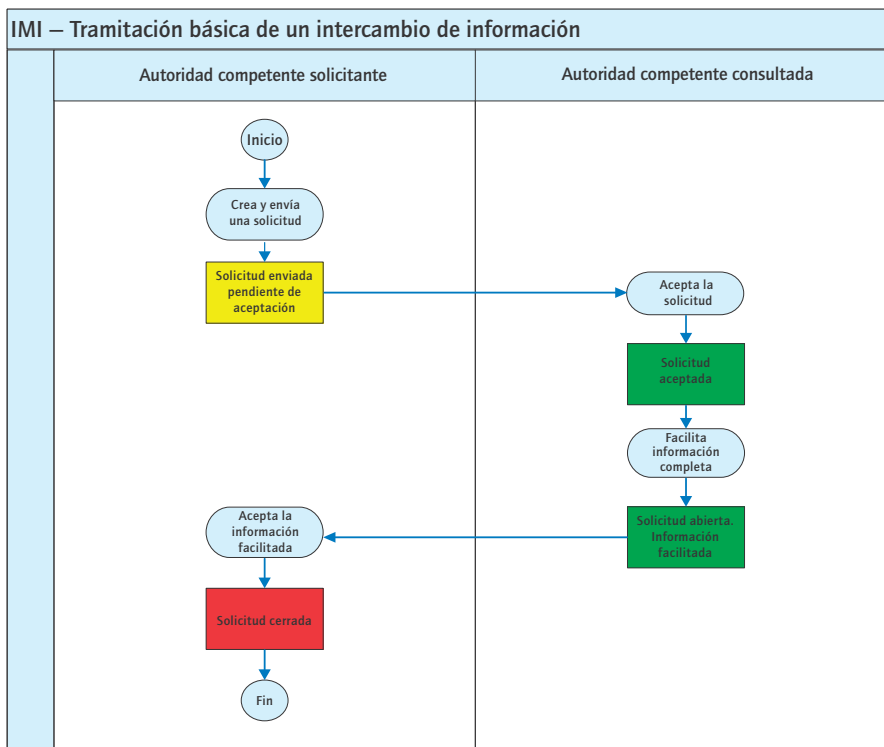 IMI – Tramitación básica de un intercambio de información
Autoridad competente solicitante
Autoridad competente consultada
Inicio
Crea y envía
una solicitud
Solicitud enviada
pendiente de
aceptación
Acepta la
solicitud
Solicitud
aceptada
Facilita
información
completa
Solicitud abierta.
Información
facilitada
Acepta la
información
facilitada
Solicitud cerrada
Fin